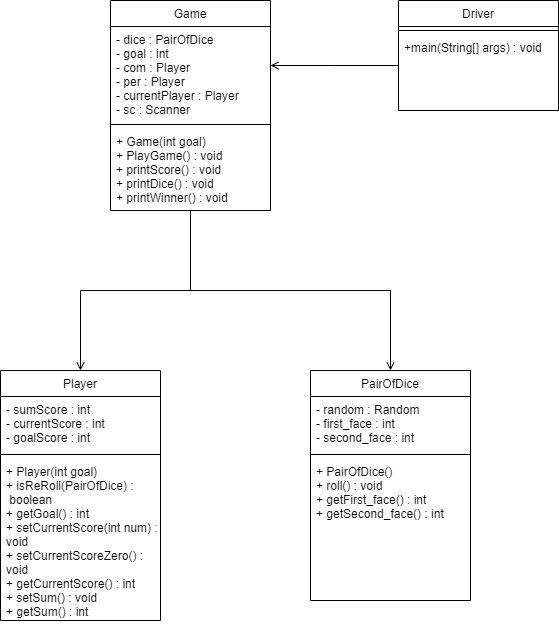 Game
- dice : PairOfDice
- goal : int
- com : Player
- per : Player
- currentPlayer : Player
- sc : Scanner
+ Game(int goal)
+ PlayGame() : void
+ printScore() : void
+ printDice() : void
+ printWinner() : void
Driver
+main(String[] args) : void
Player
- sumScore : int
- currentScore : int
- goalScore : int
+ Player(int goal)
+ isReRoll(PairOfDice) :
boolean
+ getGoal() : int
+ setCurrentScore(int num) :
void
+ setCurrentScoreZero() :
void
+ getCurrentScore() : int
+ setSum() : void
+ getSum() : int
PairOfDice
- random : Random
- first_face : int
- second_face : int
+ PairOfDice()
+ roll() : void
+ getFirst_face() : int
+ getSecond_face() : int